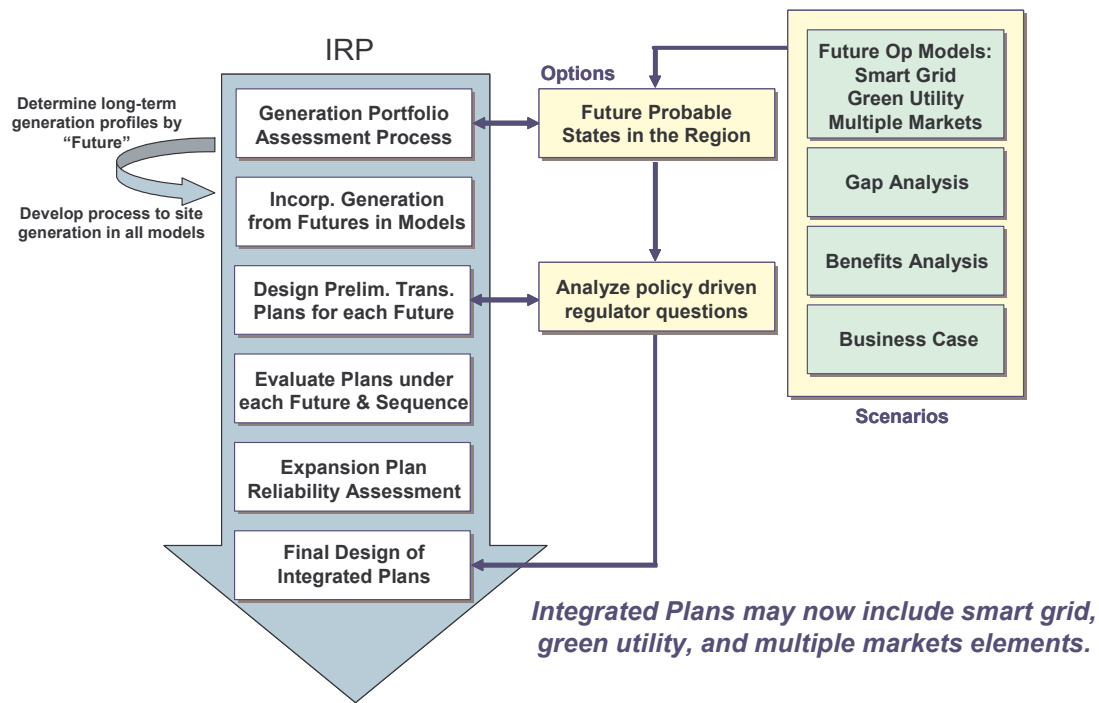 IRP
Determine long-term
generation profiles by
“Future”
Develop process to site
generation in all models
Generation Portfolio
Assessment Process
Incorp. Generation
from Futures in Models
Design Prelim. Trans.
Plans for each Future
Evaluate Plans under
each Future & Sequence
Expansion Plan
Reliability Assessment
Final Design of
Integrated Plans
Options
Future Probable
States in the Region
Analyze policy driven
regulator questions
Future Op Models:
Smart Grid
Green Utility
Multiple Markets
Gap Analysis
Benefits Analysis
Business Case
Scenarios
Integrated Plans may now include smart grid,
green utility, and multiple markets elements.